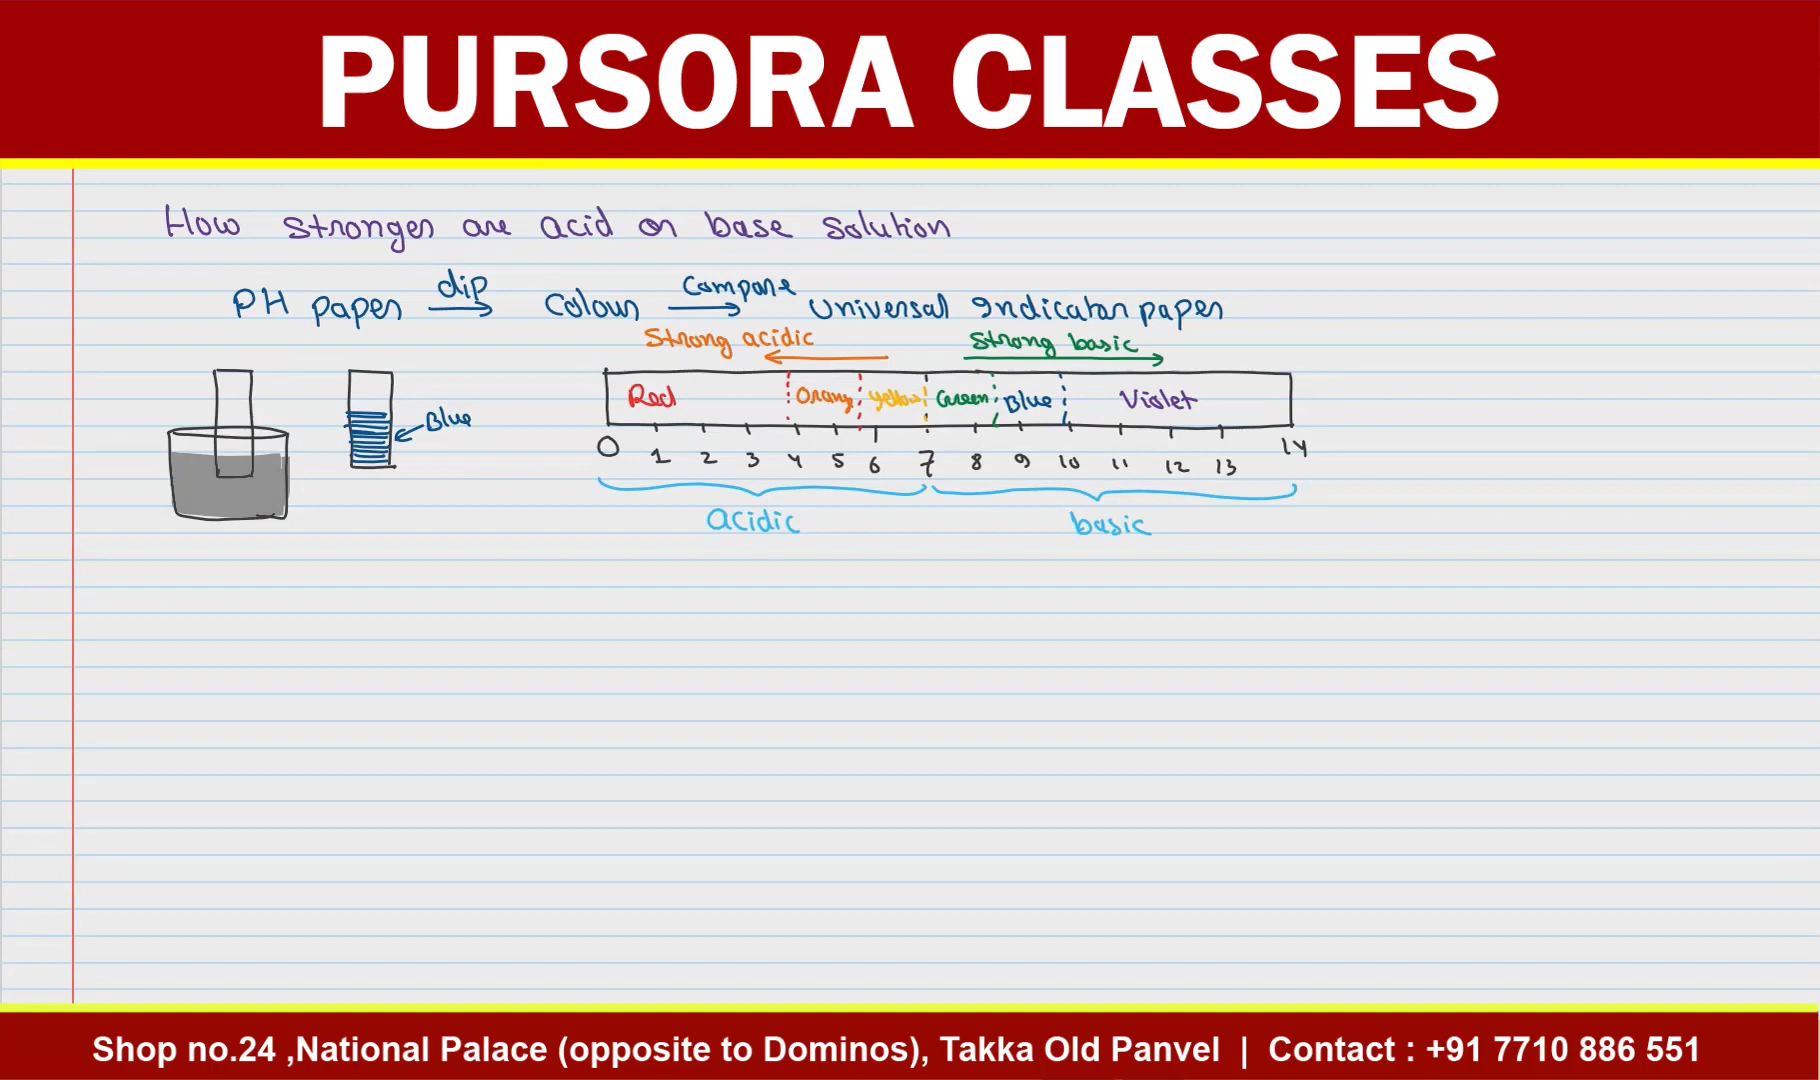 PURSORA CLASSES
How stronger are acid or base solution
PH paper dip Colour Compare Universal Indicator paper
Strong acidic Strong basic
Red Orange Yellow Green Blue Violet
Blue
0 1 2 3 4 5 6 7 8 9 10 11 12 13 14
acidic basic
Shop no.24 ,National Palace (opposite to Dominos), Takka Old Panvel | Contact : +91 7710 886 551